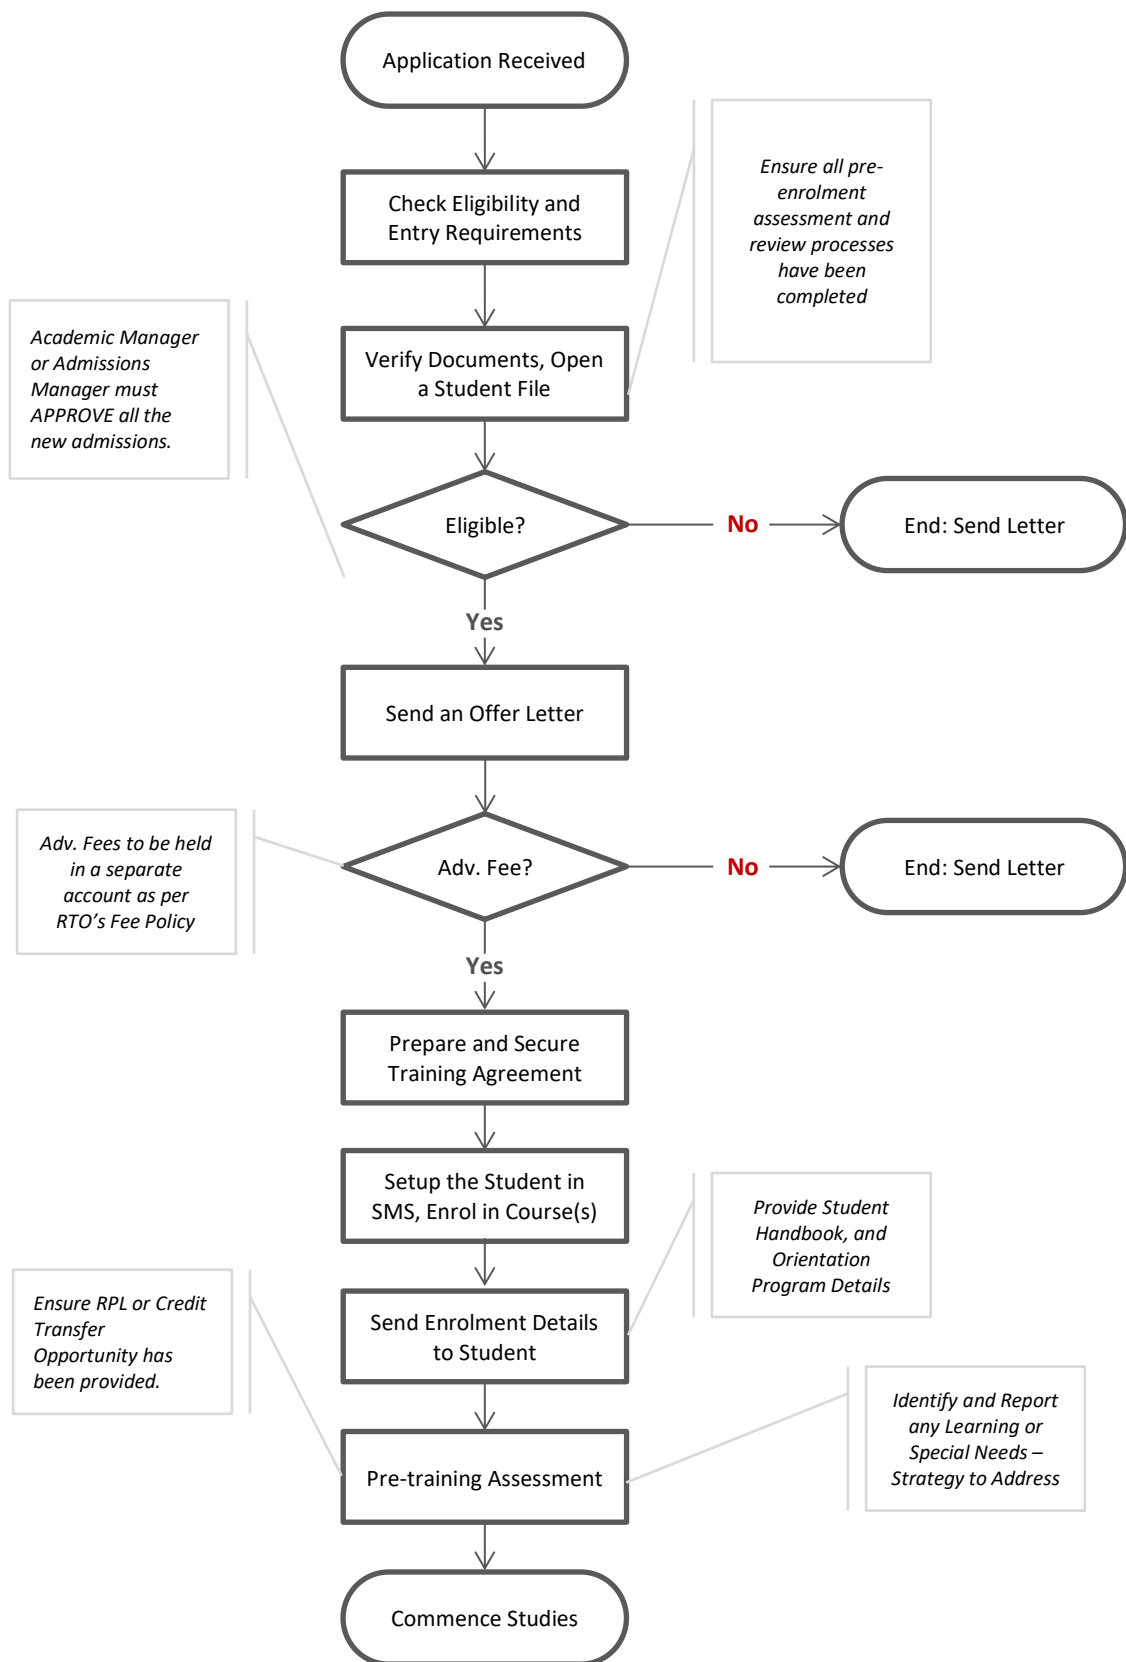 Application Received
Check Eligibility and
Entry Requirements
Ensure all pre-
enrolment
assessment and
review processes
have been
completed
Academic Manager
or Admissions
Manager must
APPROVE all the
new admissions.
Verify Documents, Open
a Student File
Eligible?
No
End: Send Letter
Yes
Send an Offer Letter
Adv. Fees to be held
in a separate
account as per
RTO’s Fee Policy
Adv. Fee?
No
End: Send Letter
Yes
Prepare and Secure
Training Agreement
Setup the Student in
SMS, Enrol in Course(s)
Provide Student
Handbook, and
Orientation
Program Details
Ensure RPL or Credit
Transfer
Opportunity has
been provided.
Send Enrolment Details
to Student
Identify and Report
any Learning or
Special Needs –
Strategy to Address
Pre-training Assessment
Commence Studies